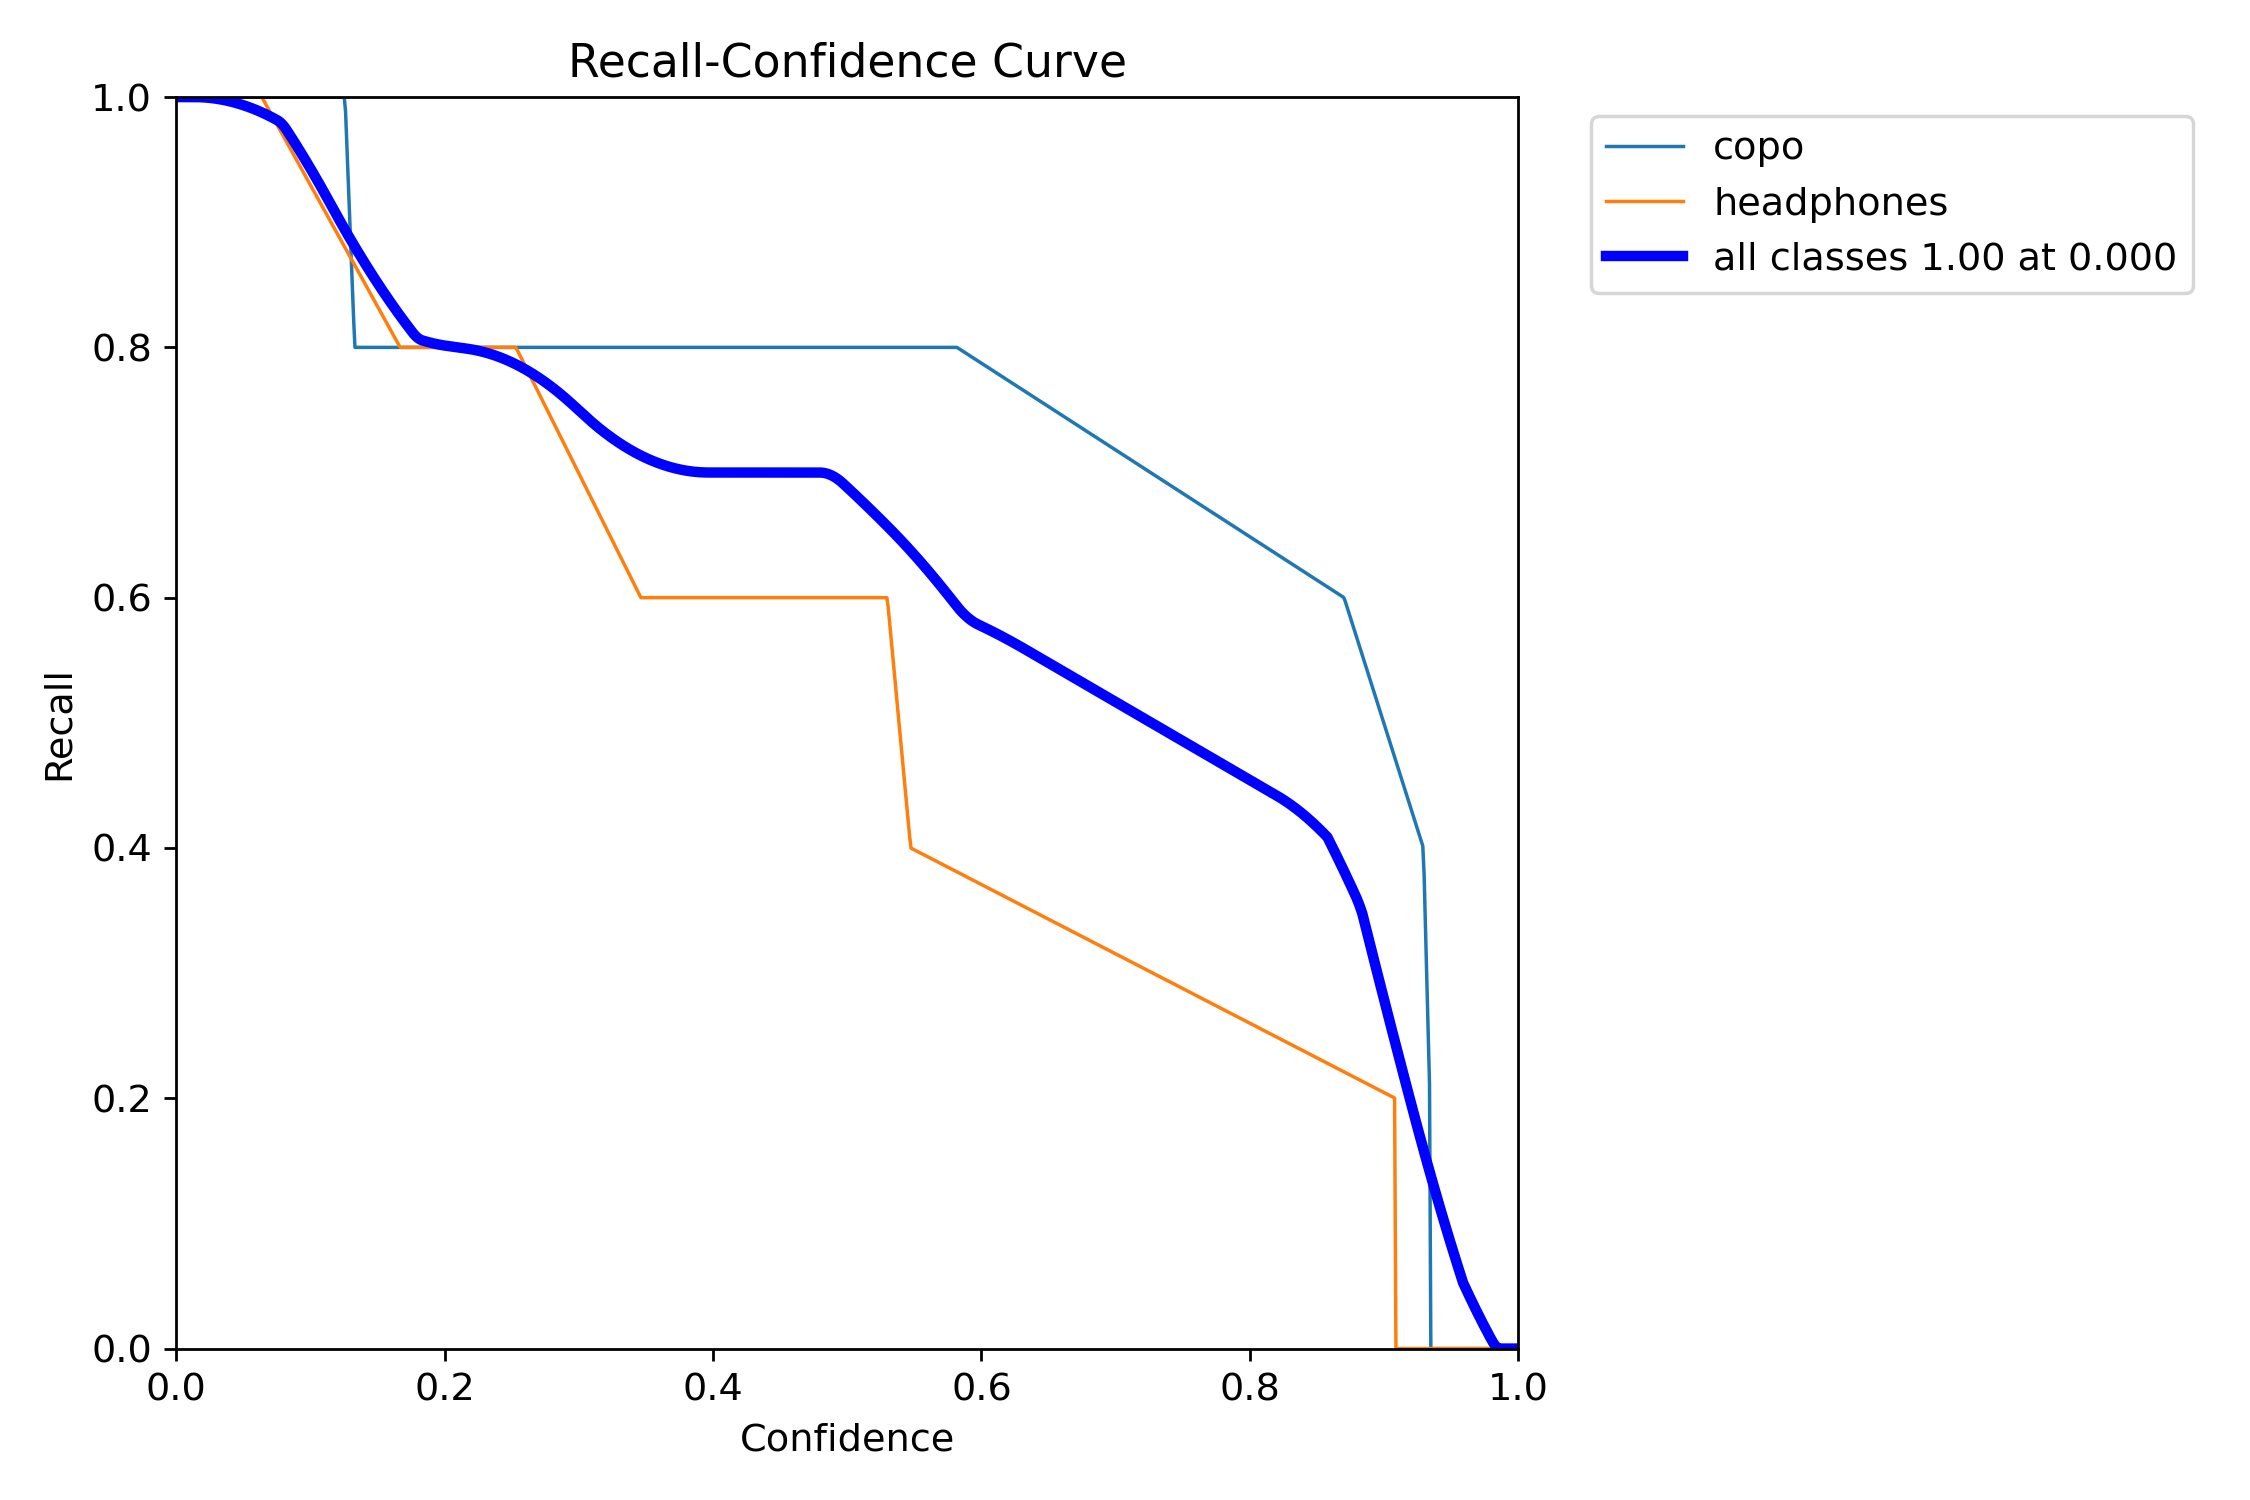 Recall-Confidence Curve
1.0
0.8
0.6
0.4
0.2
0.0
Recall
0.0 0.2 0.4 0.6 0.8 1.0
Confidence
copo
headphones
all classes 1.00 at 0.000